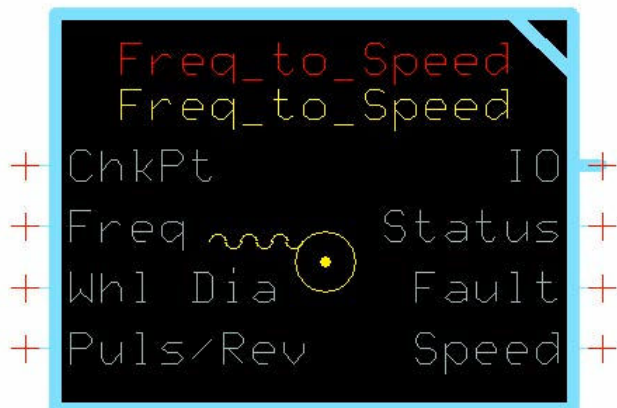 Freq_to_Speed
Freq_to_Speed
ChkPt IO
Freq Status
Whl Dia Fault
Puls/Rev Speed